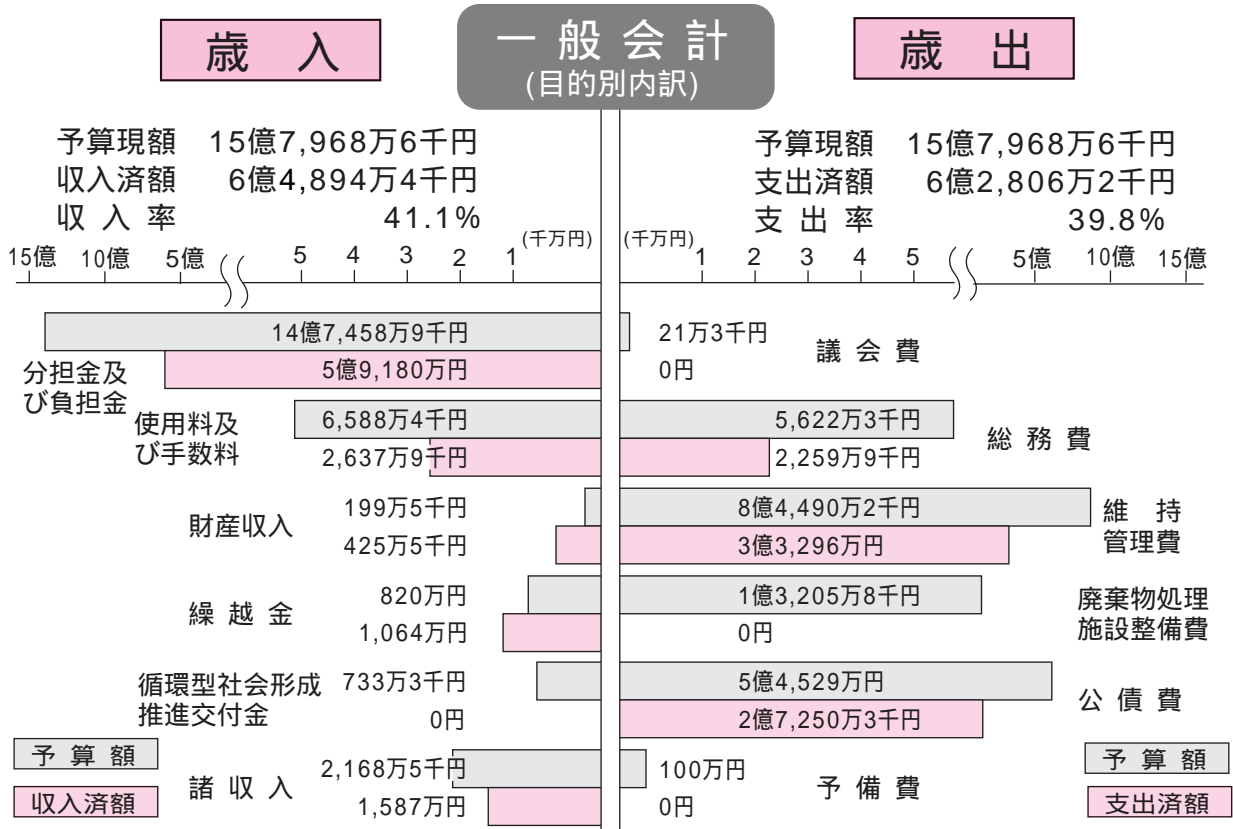 歳 入
一 般 会 計
(目的別内訳)
歳 出
予算現額 15億7,968万6千円
収入済額 6億4,894万4千円
収 入 率 41.1%
予算現額 15億7,968万6千円
支出済額 6億2,806万2千円
支 出 率 39.8%
(千万円)
(千万円)
15億 10億 5億 5 4 3 2 1
1 2 3 4 5 5億 10億 15億
分担金及
び負担金
14億7,458万9千円
5億9,180万円
使用料及
び手数料
6,588万4千円
2,637万9千円
財産収入
199万5千円
425万5千円
繰 越 金
820万円
1,064万円
循環型社会形成
推進交付金
733万3千円
0円
諸 収 入
2,168万5千円
1,587万円
予 算 額
収入済額
21万3千円
0円
議 会 費
5,622万3千円
2,259万9千円
総 務 費
8億4,490万2千円
3億3,296万円
維 持
管理費
1億3,205万8千円
0円
廃棄物処理
施設整備費
5億4,529万円
2億7,250万3千円
公 債 費
100万円
0円
予 備 費
予 算 額
支出済額